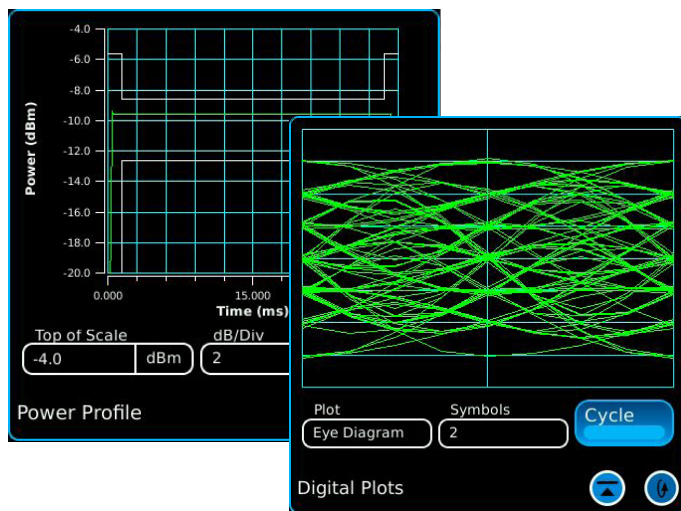 -4.0
-6.0
-8.0
-10.0
-12.0
-14.0
-16.0
-18.0
-20.0
Power (dBm)
0.000
15.000
Time (ms)
Top of Scale
dB/Div
-4.0
dBm
2
Power Profile
Plot
Symbols
Eye Diagram
2
Cycle
Digital Plots